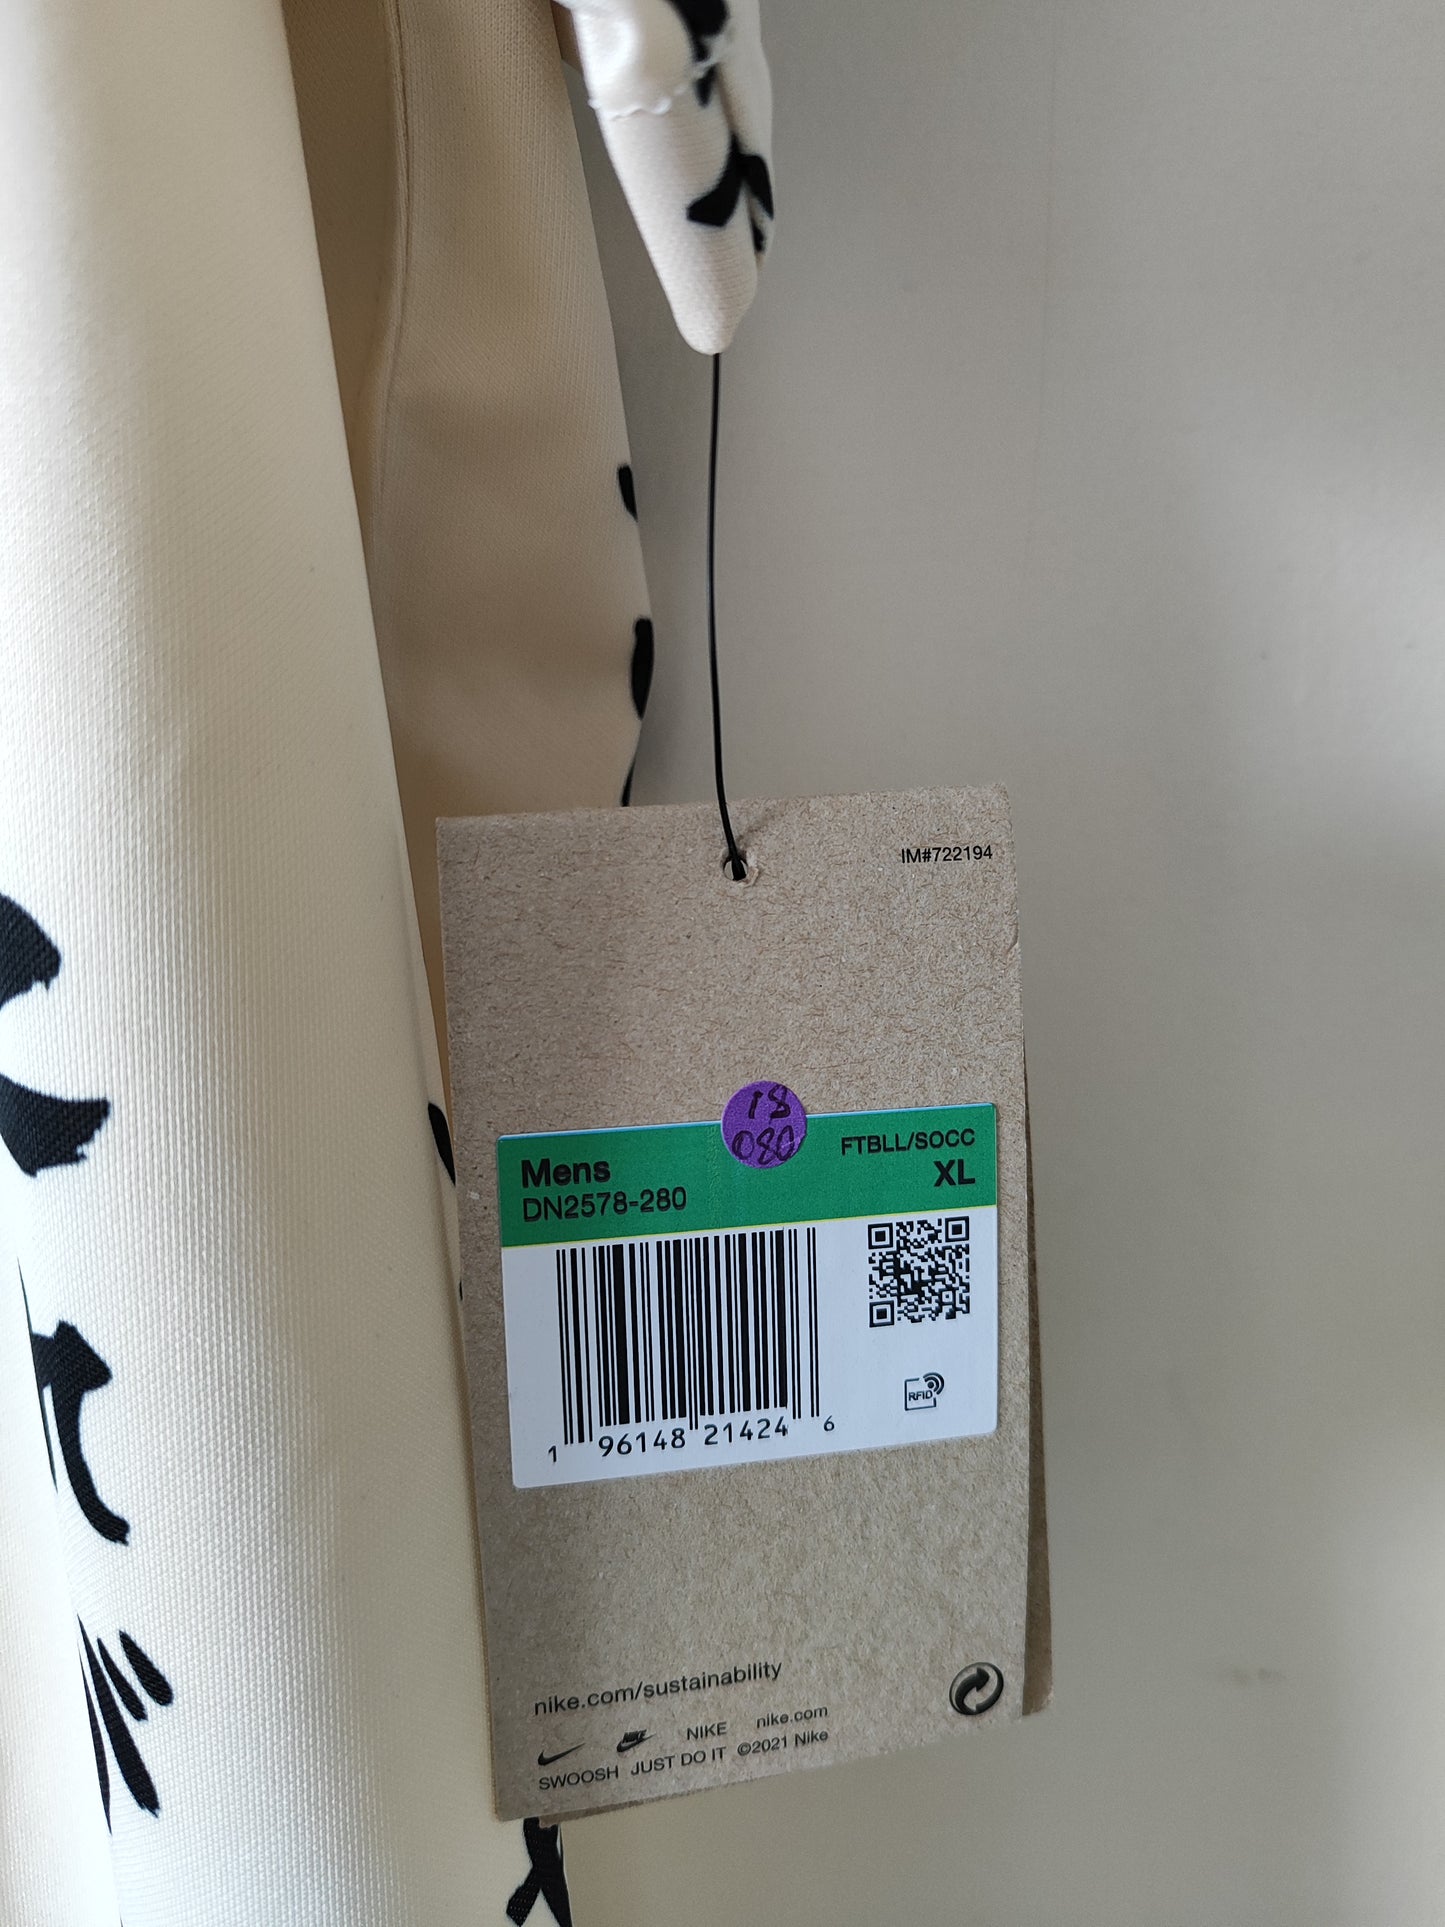 IM#722194
18
080
Mens
FTBLL/SOCC
DN2578-280
XL
RFID
1 96148 21424 6
nike.com/sustainability
NIKE nike.com
SWOOSH JUST DO IT ©2021 Nike